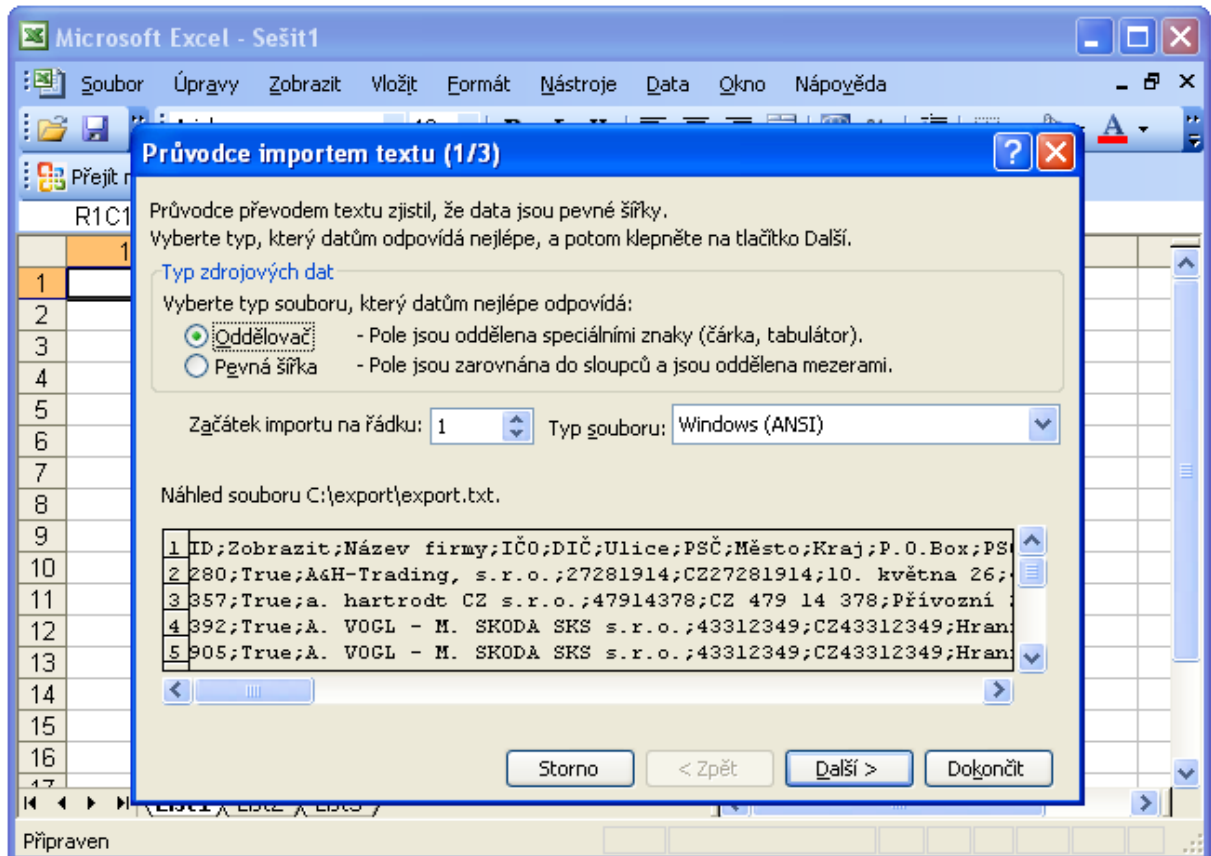 Microsoft Excel - Sešit1
Soubor Úpravy Zobrazit Vložit Formát Nástroje Data Okno Nápověda
Průvodce importem textu (1/3)
Přejít
R1C1
Průvodce převodem textu zjistil, že data jsou pevné šířky.
Vyberte typ, který datům odpovídá nejlépe, a potom klepněte na tlačítko Další.
Typ zdrojových dat
Vyberte typ souboru, který datům nejlépe odpovídá:
Oddělovač - Pole jsou oddělena speciálními znaky (čárka, tabulátor).
Pevná šířka - Pole jsou zarovnána do sloupců a jsou oddělena mezerami.
Začátek importu na řádku: 1 Typ souboru: Windows (ANSI)
Náhled souboru C:\export\export.txt.
1 ID;Zobrazit;Název firmy;IČO;DIČ;Ulice;PSČ;Město;Kraj;P.O.Box;
2 280;True;A&H-Trading, s.r.o.;27281914;CZ27281914;10. května 26;
3 357;True;a. hartrodt CZ s.r.o.;47914378;CZ 479 14 378;Přívozní
4 392;True;A. VOGL - M. SKODA SKS s.r.o.;43312349;CZ43312349;
5 905;True;A. VOGL - M. SKODA SKS s.r.o.;43312349;CZ43312349;
Storno < Zpět Další > Dokončit
1
1
2
3
4
5
6
7
8
9
10
11
12
13
14
15
16
List1 List2 List3
Připraven